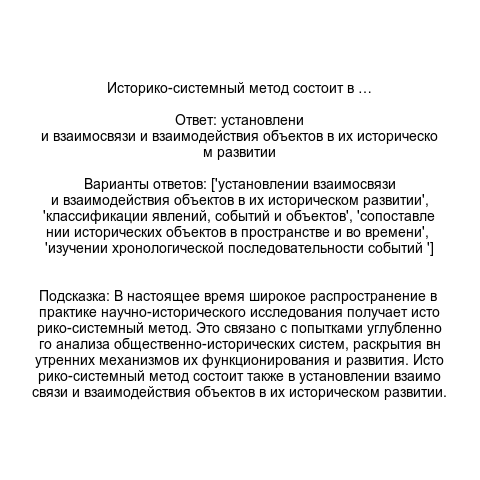 Историко-системный метод состоит в …
Ответ: установлени
и взаимосвязи и взаимодействия объектов в их историческо
м развитии
Варианты ответов: ['установлении взаимосвязи
и взаимодействия объектов в их историческом развитии',
'классификации явлений, событий и объектов', 'сопоставле
нии исторических объектов в пространстве и во времени',
'изучении хронологической последовательности событий ']
Подсказка: В настоящее время широкое распространение в
практике научно-исторического исследования получает исто
рико-системный метод. Это связано с попытками углубленно
го анализа общественно-исторических систем, раскрытия вн
утренних механизмов их функционирования и развития. Исто
рико-системный метод состоит также в установлении взаимо
связи и взаимодействия объектов в их историческом развитии.